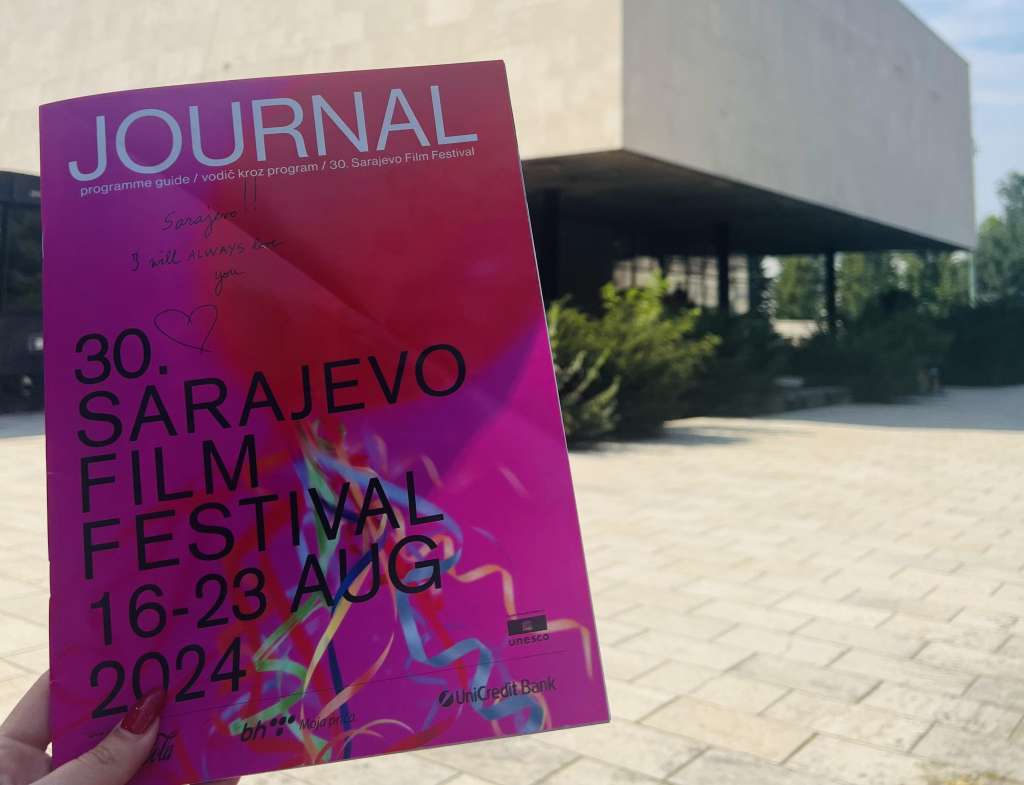 JOURNAL
programme guide / vodič kroz program / 30. Sarajevo Film Festival
Sarajevo!!
I will ALWAYS love
you
30.
SARAJEVO
FILM
FESTIVAL
16-23 AUG
2024
unesco
UniCredit Bank
bh Moja priča